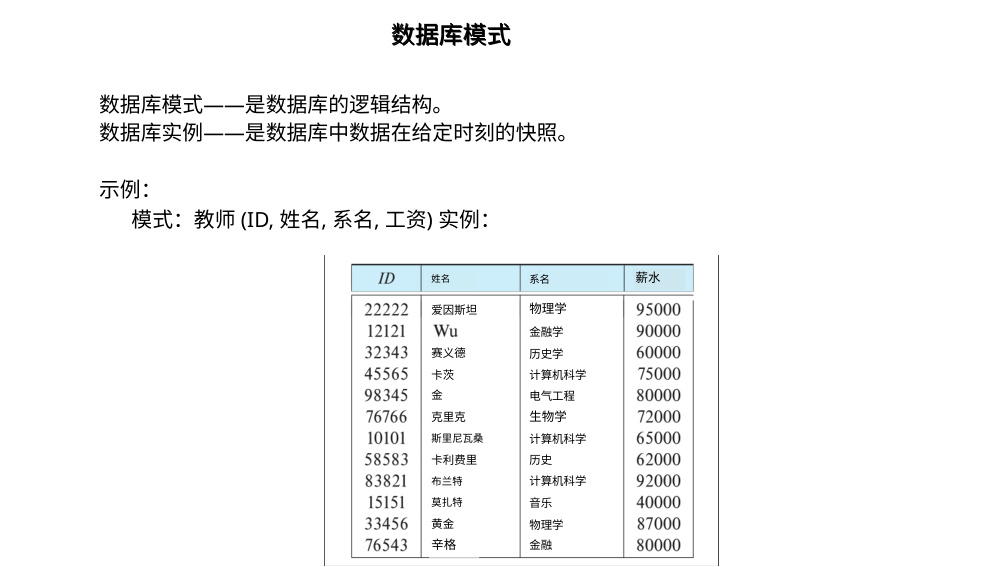 数据库模式
数据库模式——是数据库的逻辑结构。
数据库实例——是数据库中数据在给定时刻的快照。
示例：
模式：教师 (ID, 姓名, 系名, 工资) 实例：
ID 姓名 系名 薪水
22222 爱因斯坦 物理学 95000
12121 Wu 金融学 90000
32343 赛义德 历史学 60000
45565 卡茨 计算机科学 75000
98345 金 电气工程 80000
76766 克里克 生物学 72000
10101 斯里尼瓦桑 计算机科学 65000
58583 卡利费里 历史 62000
83821 布兰特 计算机科学 92000
15151 莫扎特 音乐 40000
33456 黄金 物理学 87000
76543 辛格 金融 80000